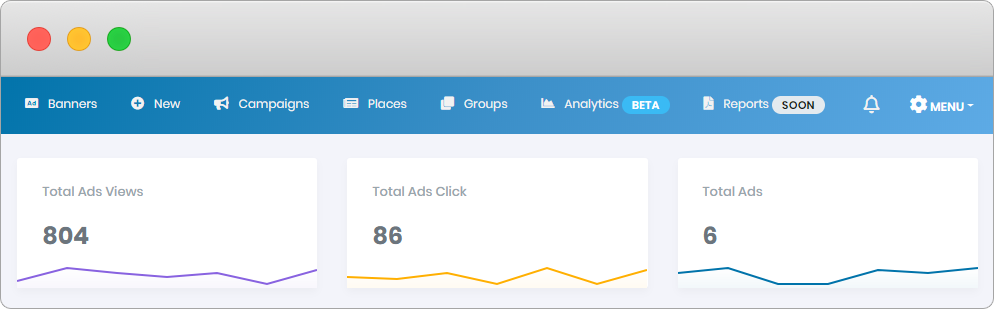 Ad Banners New Campaigns Places Groups Analytics BETA Reports SOON MENU
Total Ads Views Total Ads Click Total Ads
804 86 6